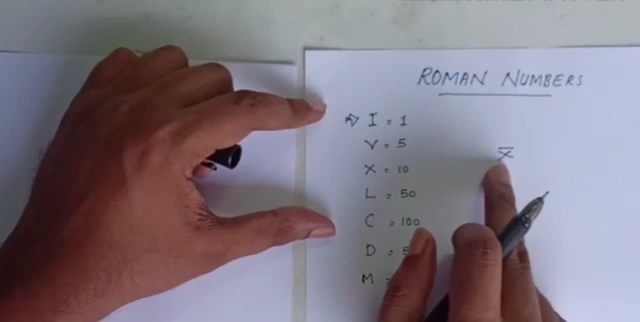 ROMAN NUMBERS
I = 1
V = 5
X = 10
X̅
L = 50
C = 100
D =
M =